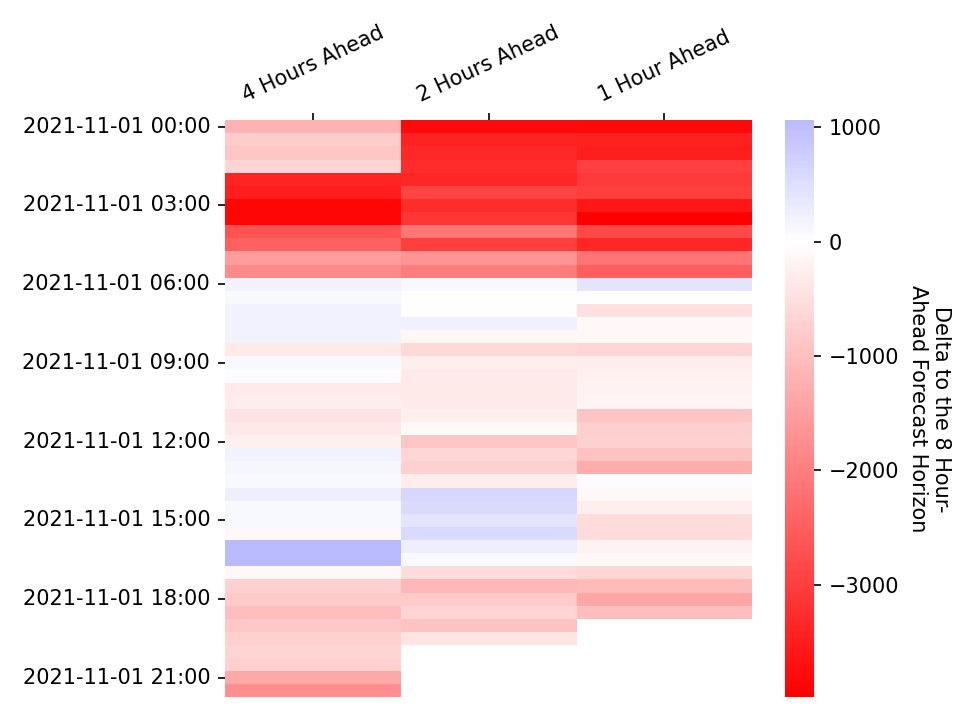 4 Hours Ahead
2 Hours Ahead
1 Hour Ahead
2021-11-01 00:00
2021-11-01 03:00
2021-11-01 06:00
2021-11-01 09:00
2021-11-01 12:00
2021-11-01 15:00
2021-11-01 18:00
2021-11-01 21:00
1000
0
−1000
−2000
−3000
Delta to the 8 Hour-
Ahead Forecast Horizon